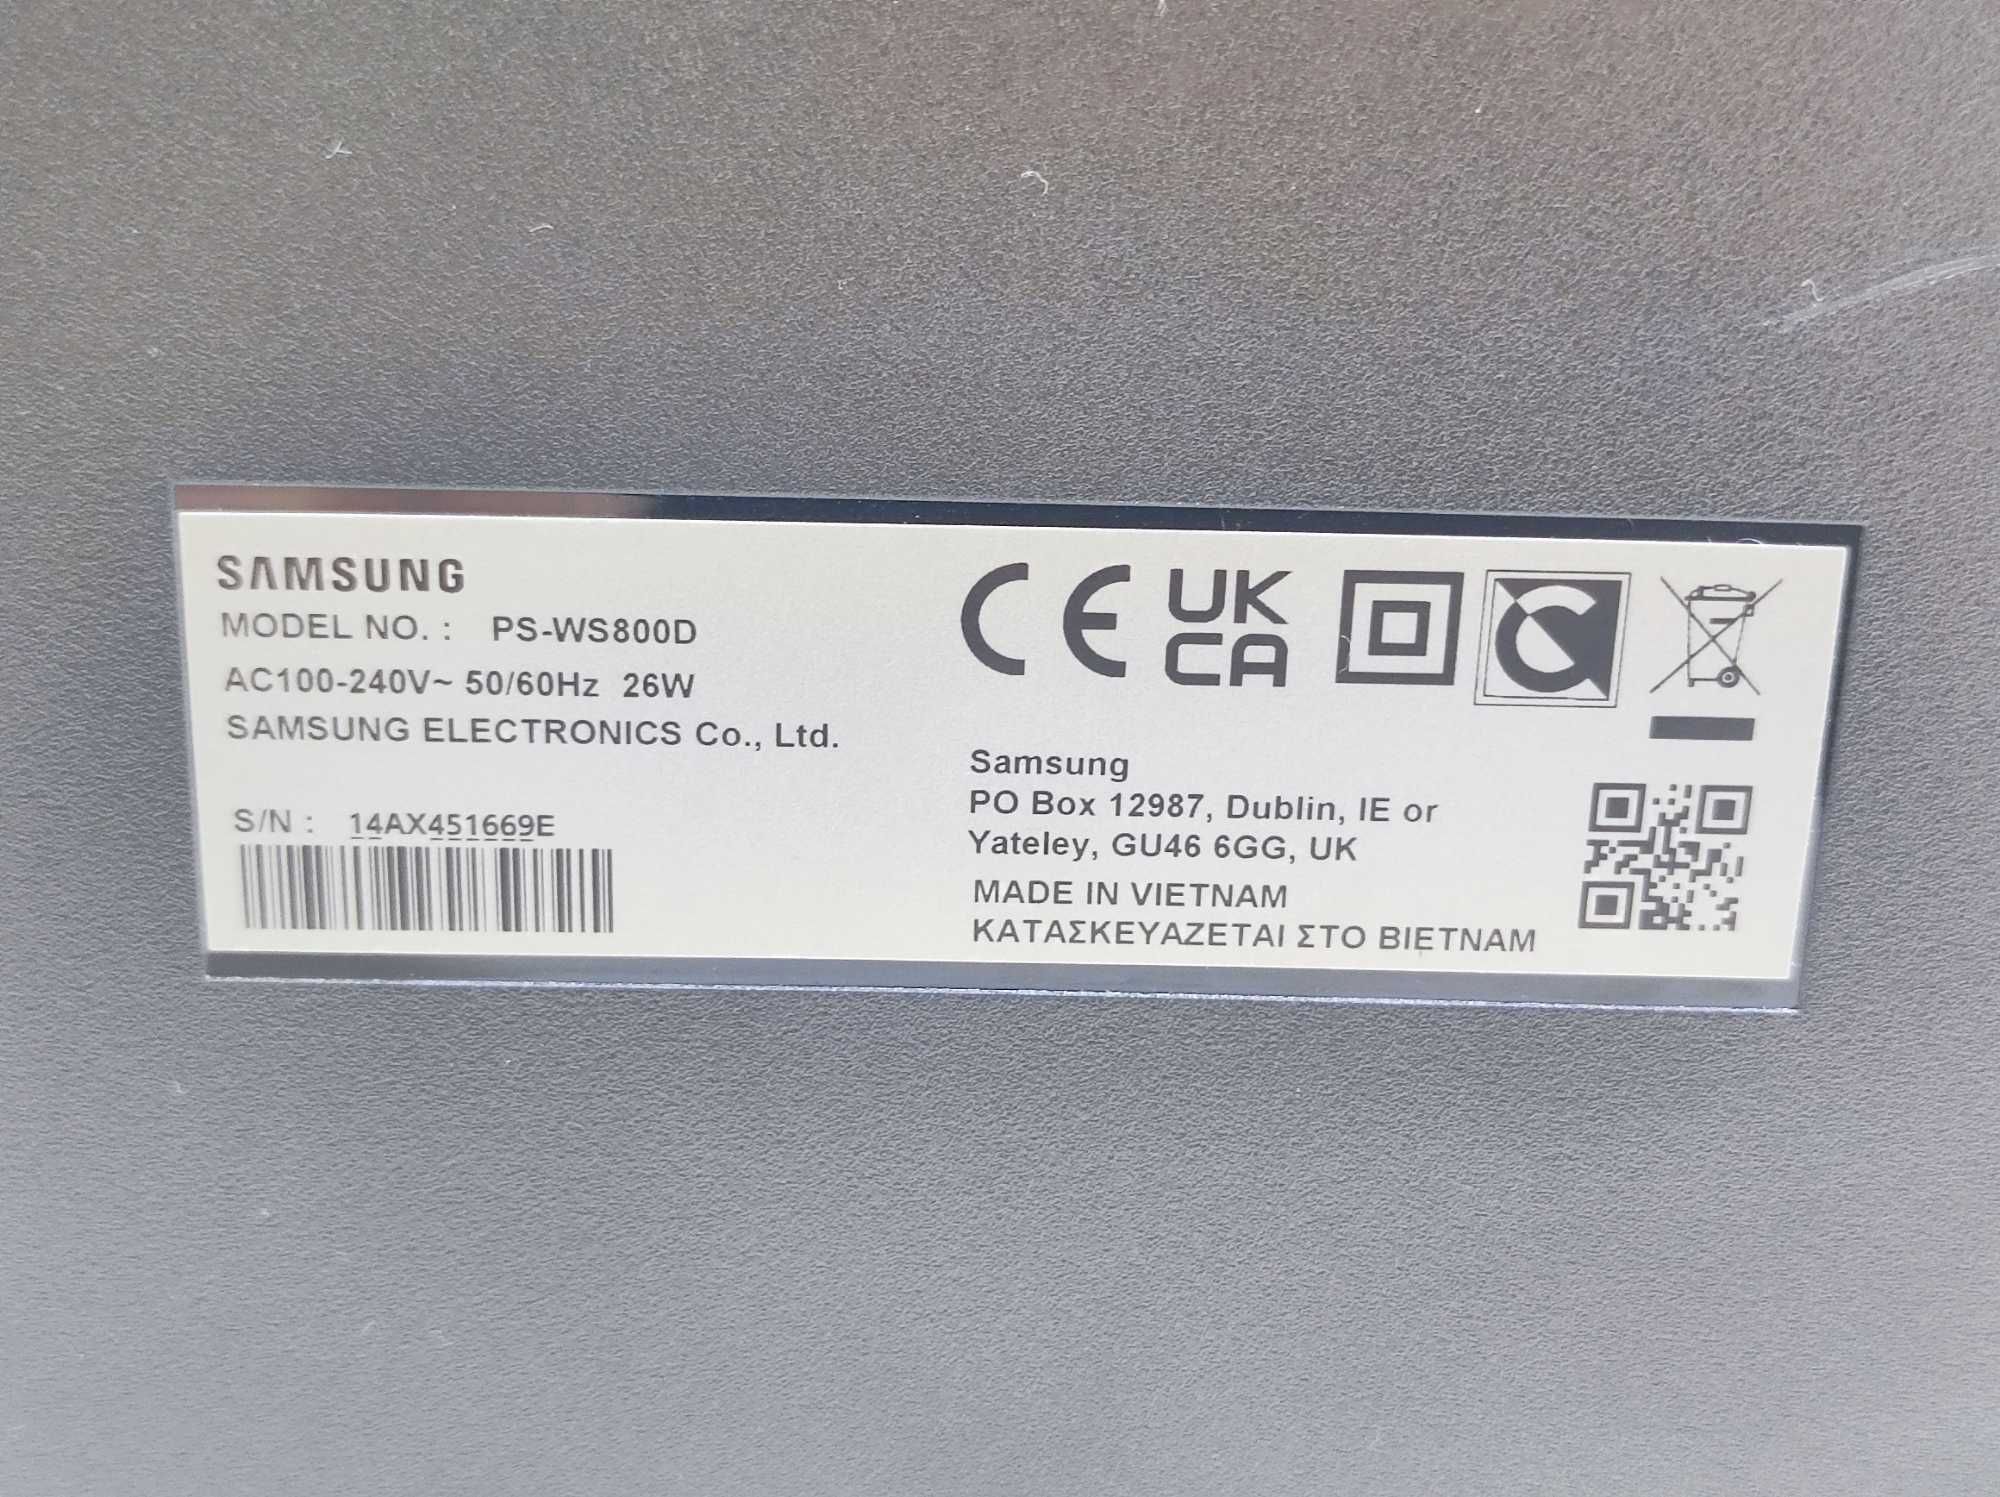 SAMSUNG
MODEL NO. : PS-WS800D
AC100-240V~ 50/60Hz 26W
SAMSUNG ELECTRONICS Co., Ltd.
S/N : 14AX451669E
CE UK CA
Samsung
PO Box 12987, Dublin, IE or
Yateley, GU46 6GG, UK
MADE IN VIETNAM
ΚΑΤΑΣΚΕΥΑΖΕΤΑΙ ΣΤΟ ΒΙΕΤΝΑΜ